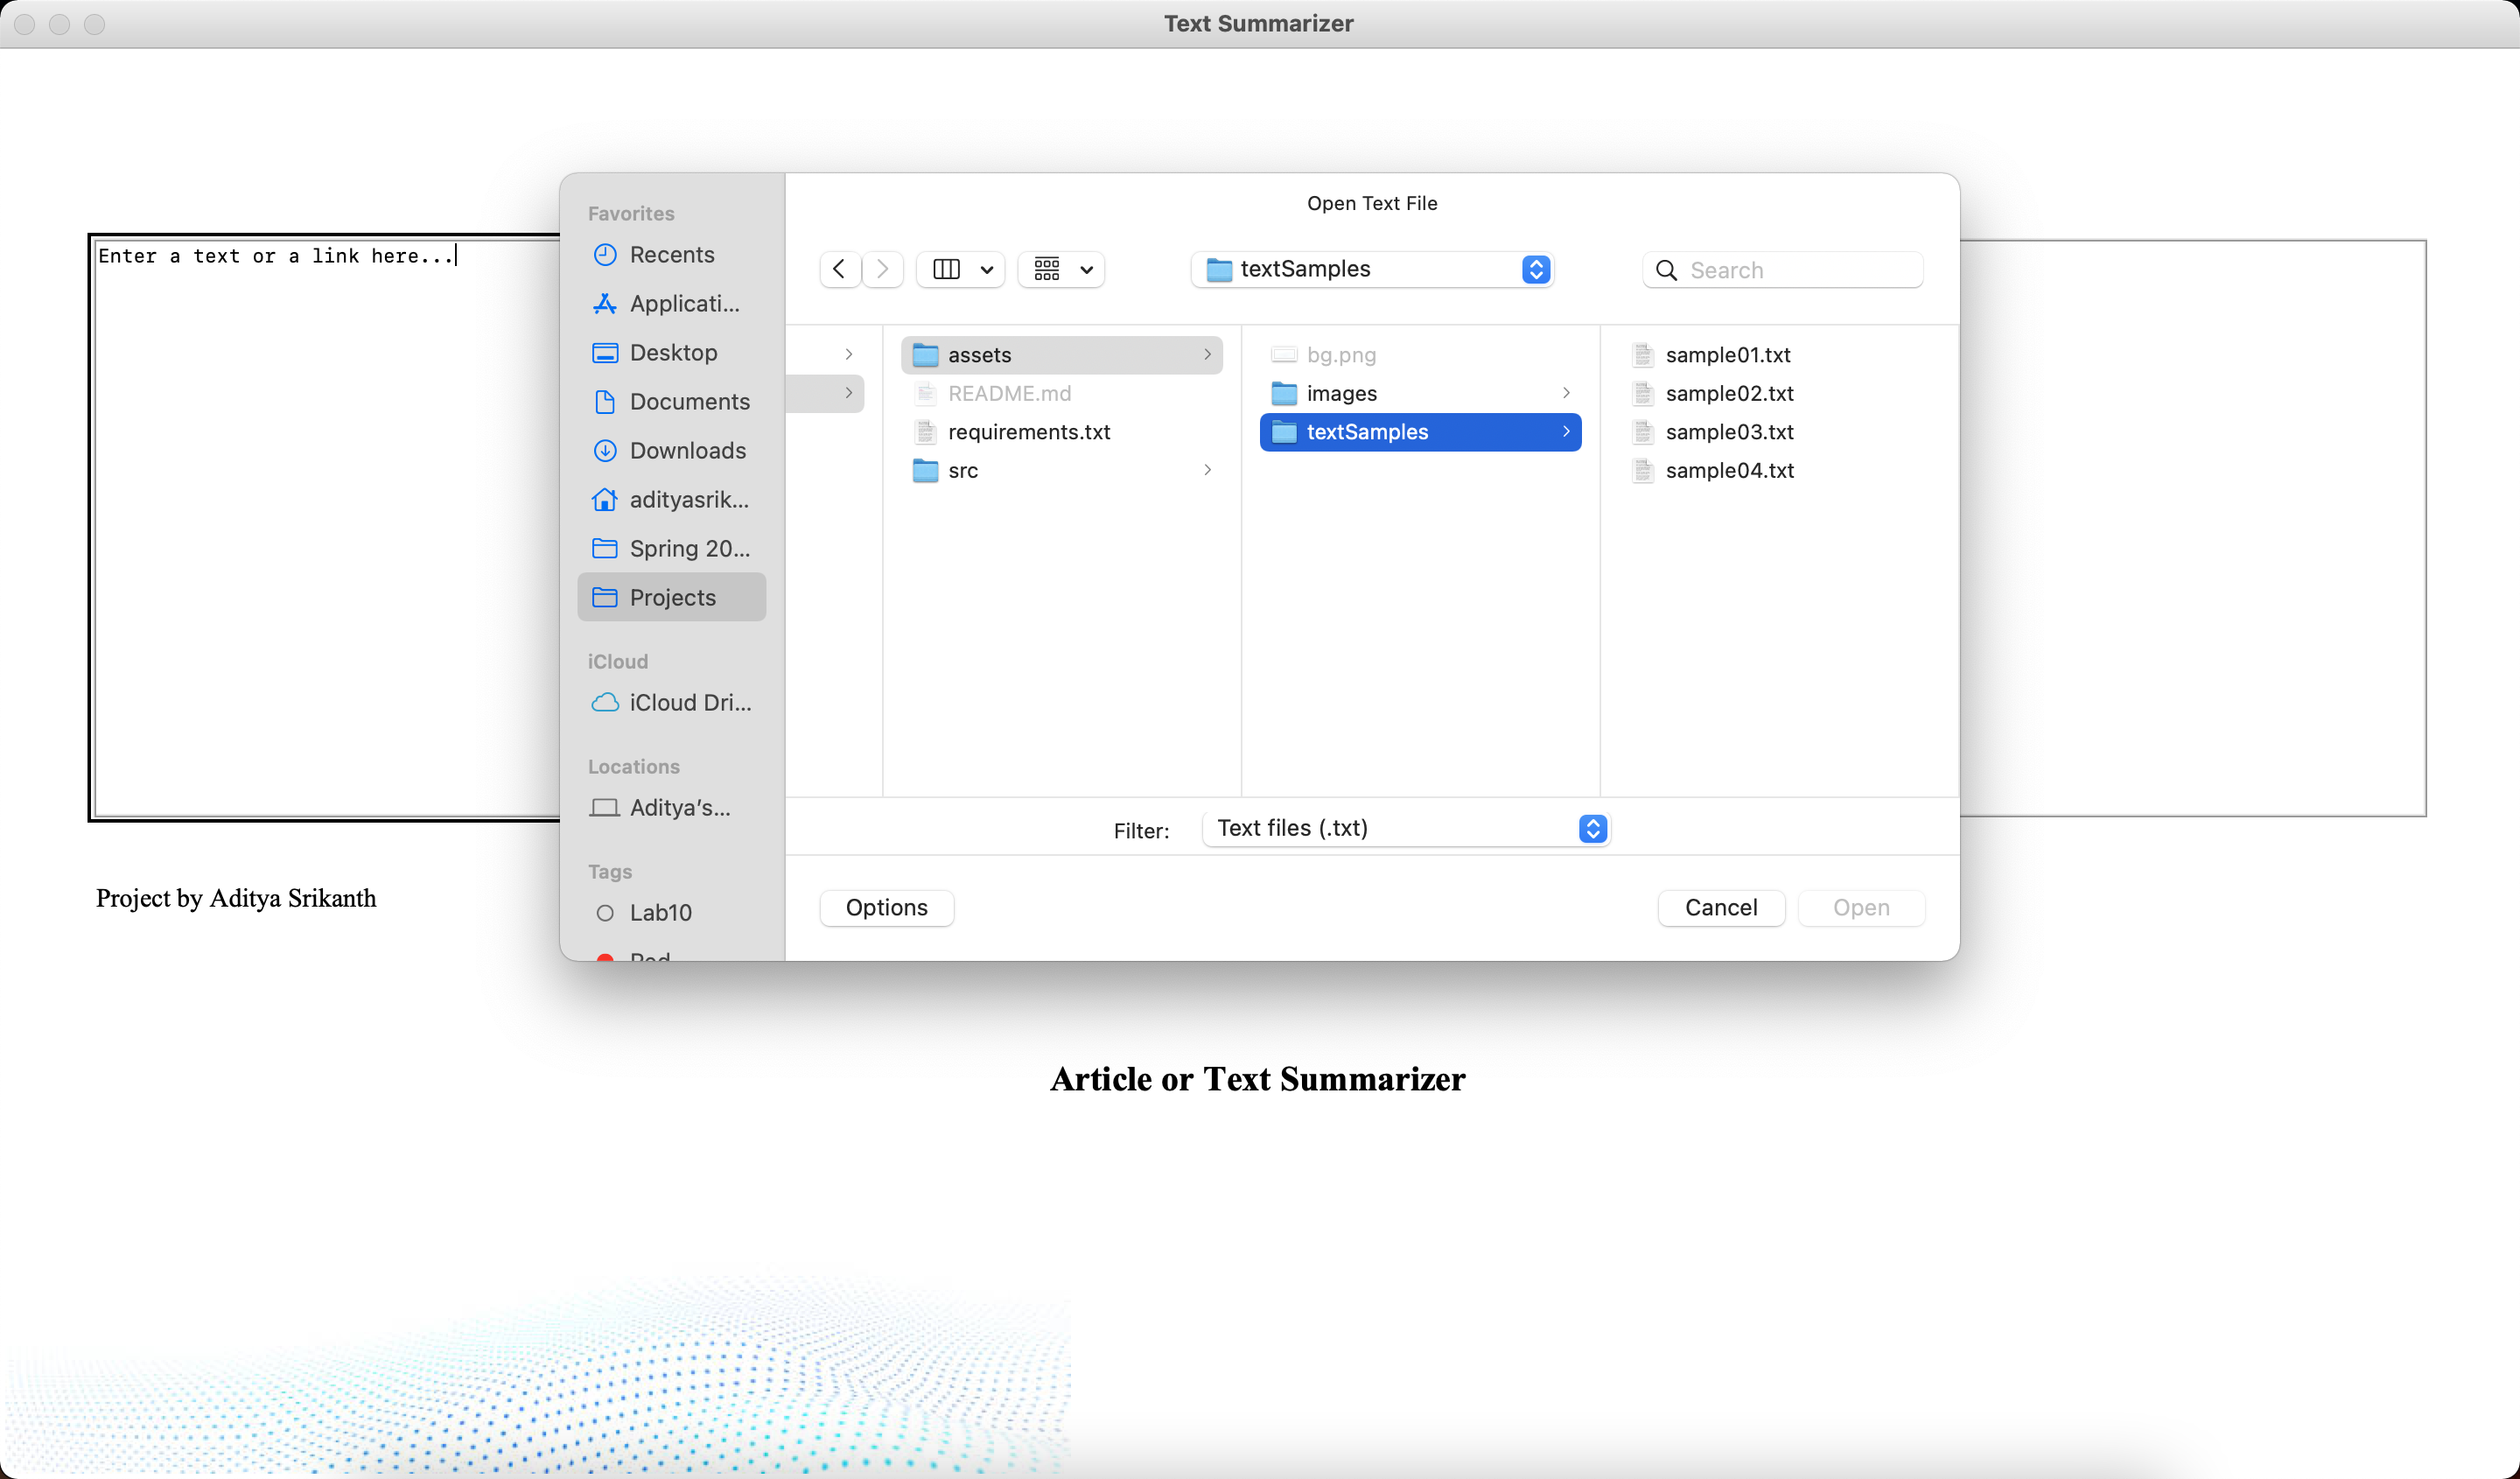 Text Summarizer
Enter a text or a link here...
Project by Aditya Srikanth
Favorites
Recents
Applicati...
Desktop
Documents
Downloads
adityasrik...
Spring 20...
Projects
iCloud
iCloud Dri...
Locations
Aditya's...
Tags
Lab10
Red
Open Text File
textSamples
Search
assets
README.md
requirements.txt
src
bg.png
images
textSamples
sample01.txt
sample02.txt
sample03.txt
sample04.txt
Filter: Text files (.txt)
Options
Cancel
Open
Article or Text Summarizer